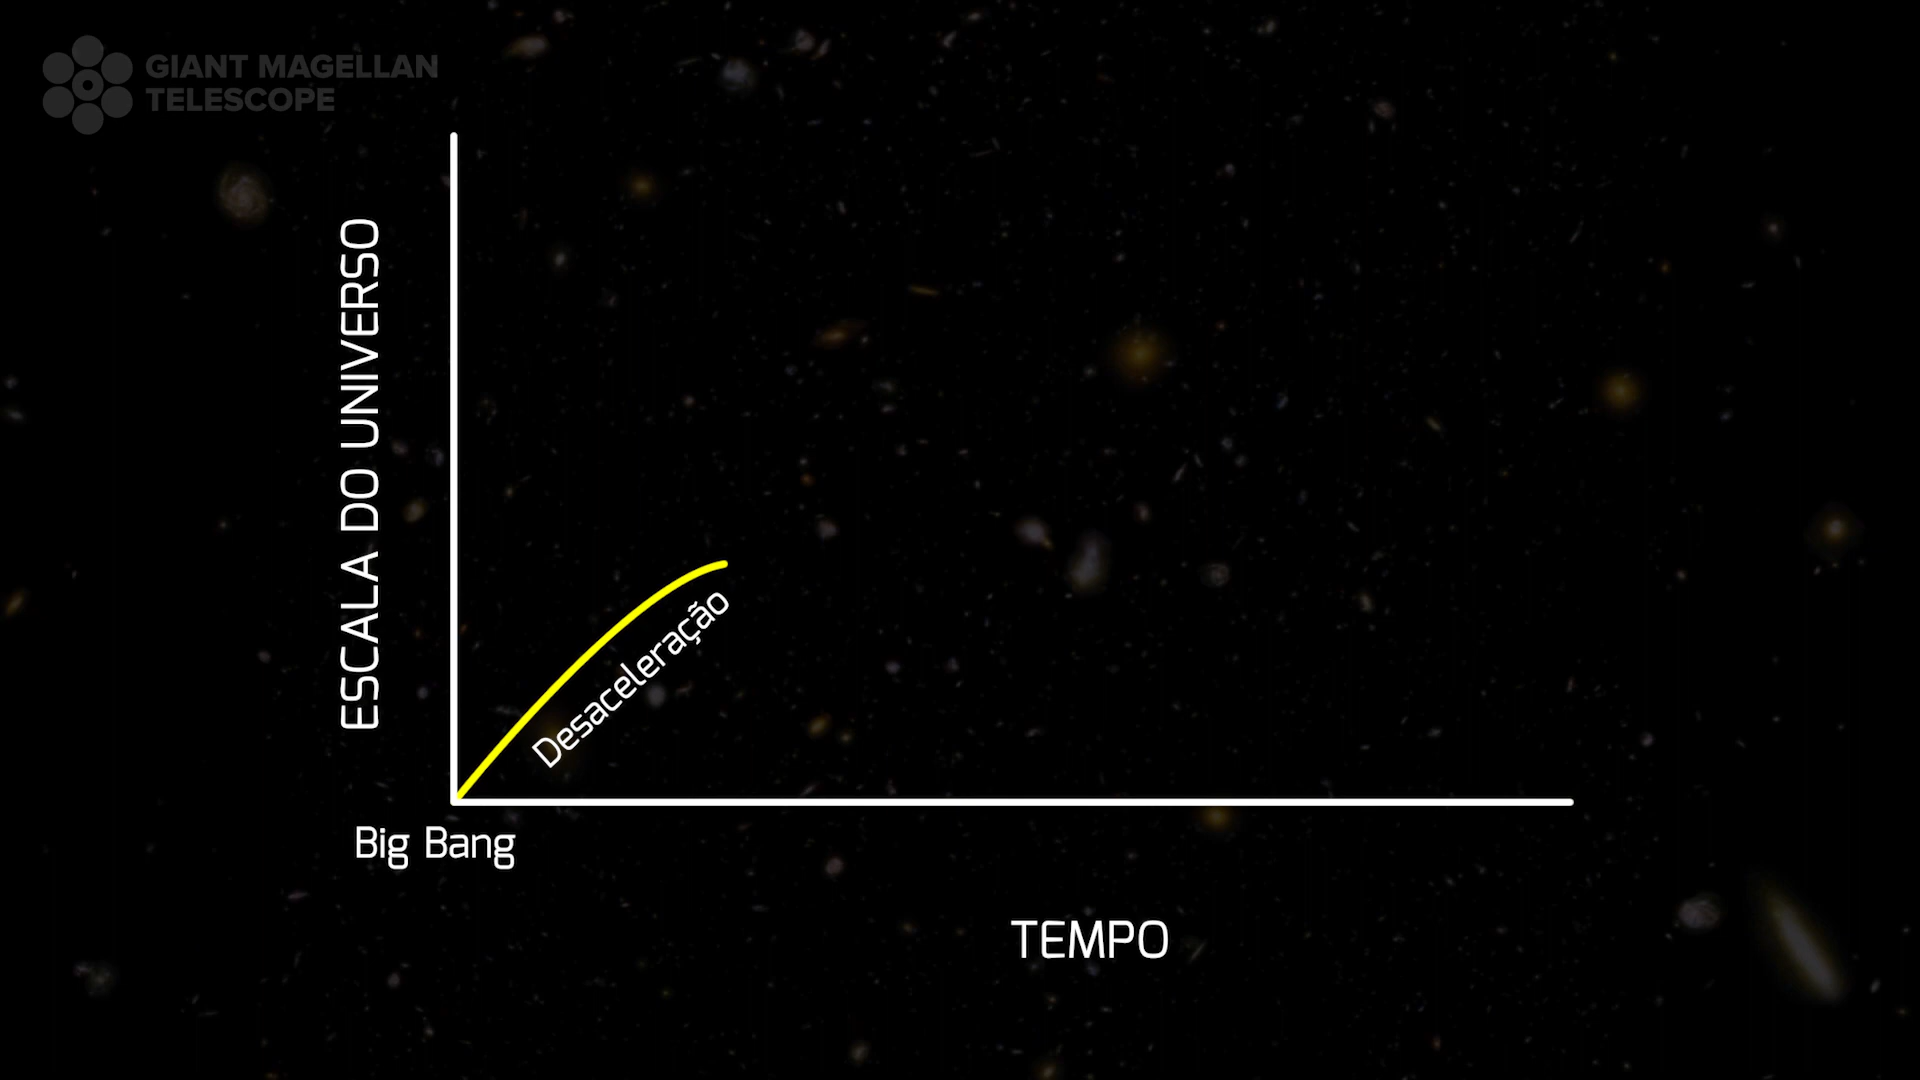 GIANT MAGELLAN
TELESCOPE
ESCALA DO UNIVERSO
Desaceleração
Big Bang
TEMPO